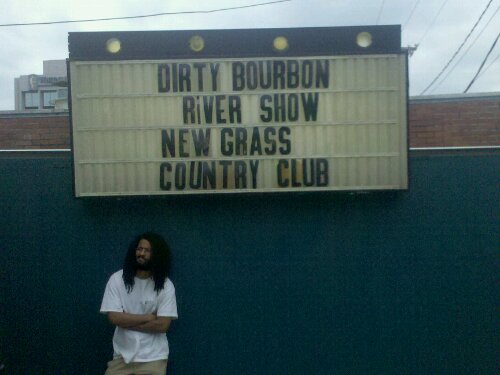 DIRTY BOURBON
RiVER SHOW
NEW GRASS
COUNTRY CLUB